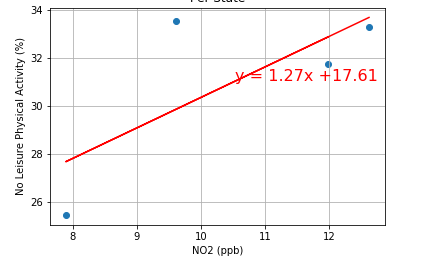 Per State
34
32
30
28
26
y = 1.27x +17.61
8
9
10
11
12
NO2 (ppb)
No Leisure Physical Activity (%)